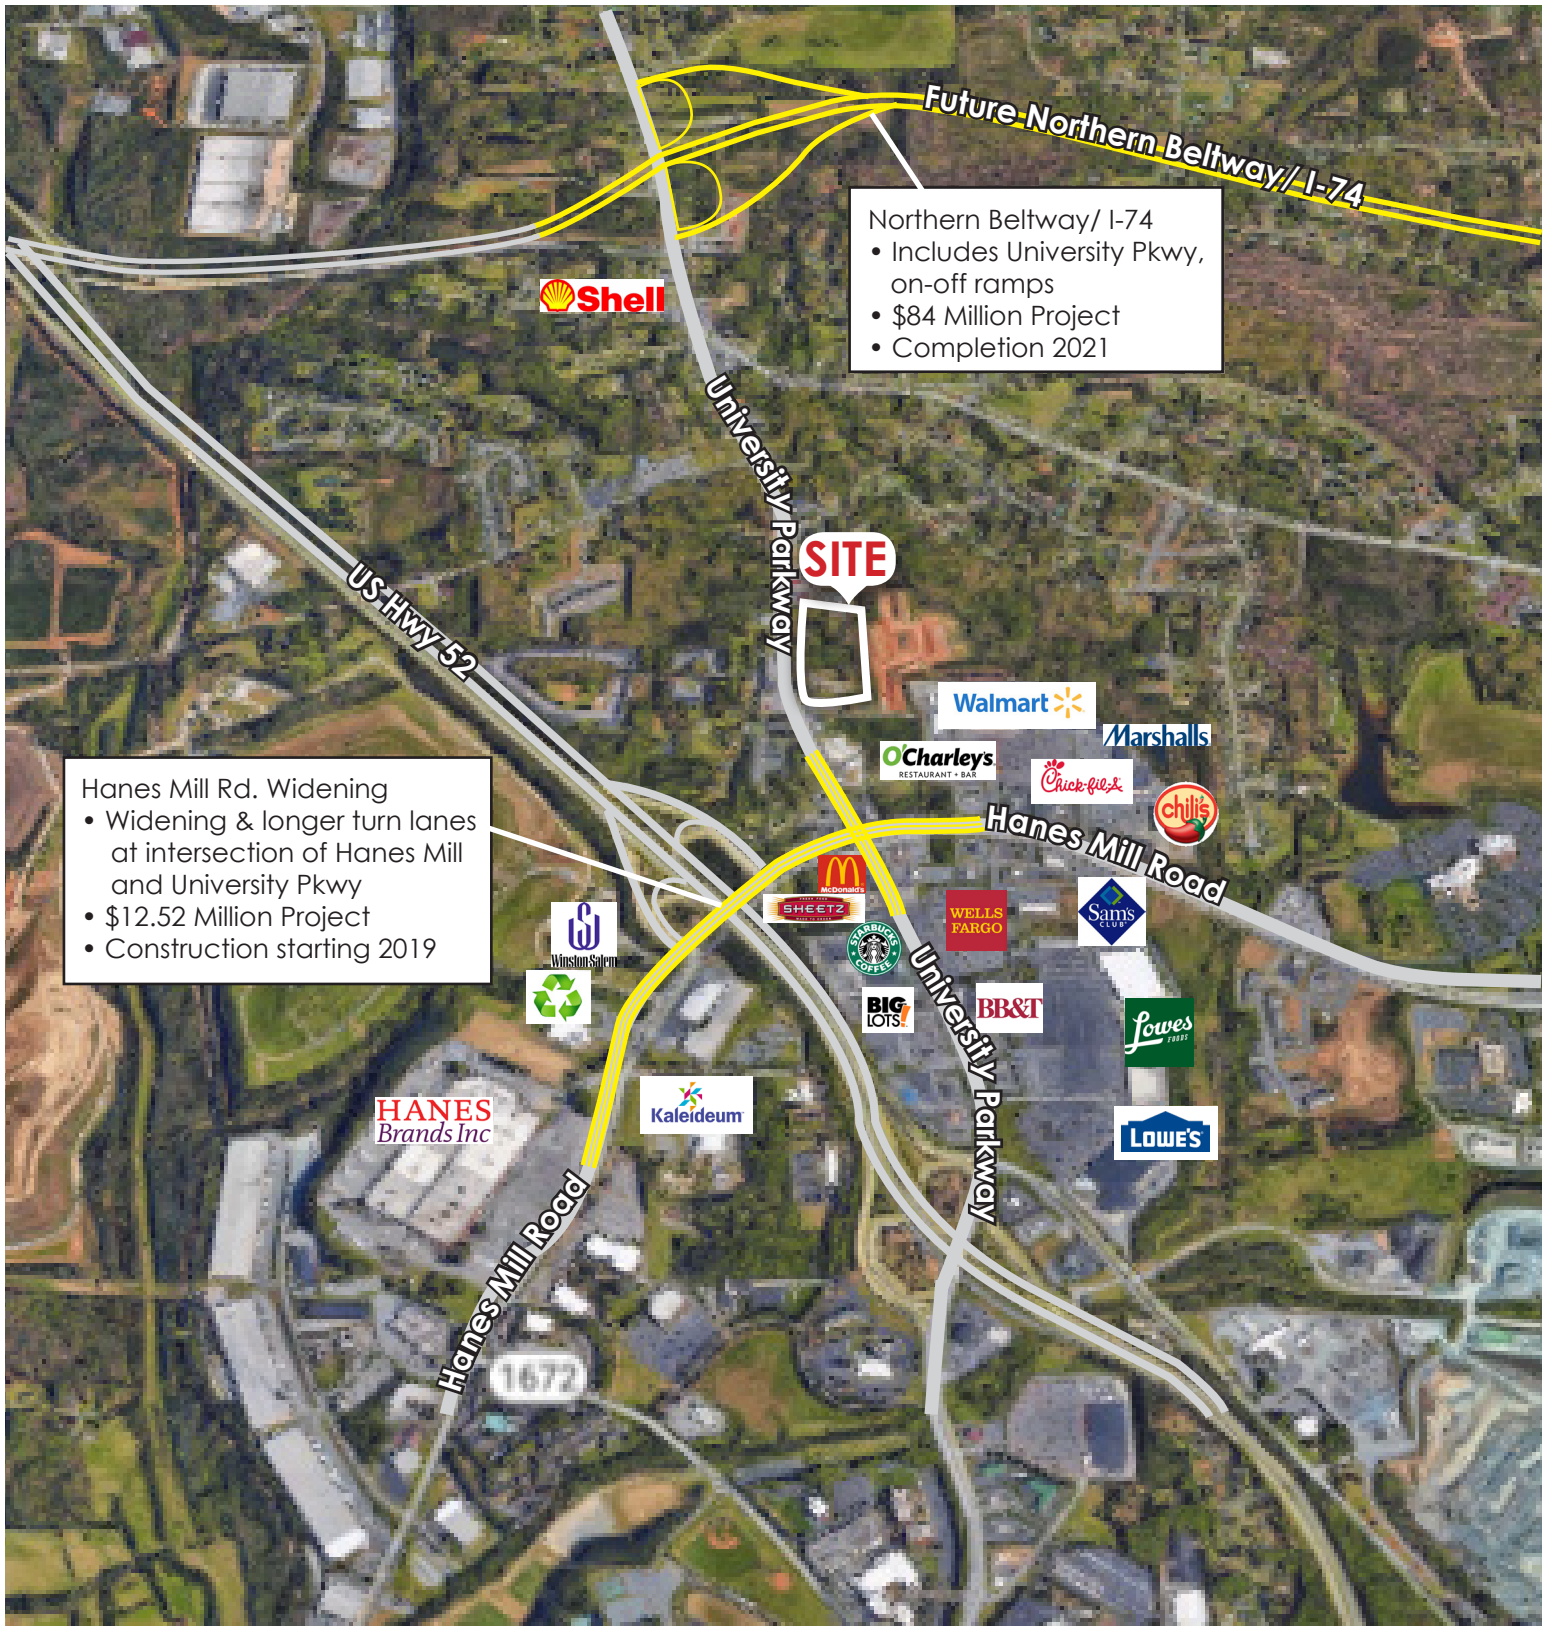 Future Northern Beltway/ I-74
Northern Beltway/ I-74
• Includes University Pkwy,
on-off ramps
• $84 Million Project
• Completion 2021
Shell
University Parkway
SITE
US Hwy 52
Walmart
Marshalls
O'Charley's
RESTAURANT + BAR
Chick-fil-A
chili's
Hanes Mill Road
Hanes Mill Rd. Widening
• Widening & longer turn lanes
at intersection of Hanes Mill
and University Pkwy
• $12.52 Million Project
• Construction starting 2019
McDonald's
SHEETZ
WELLS
FARGO
Sam's
CLUB
STARBUCKS
COFFEE
Winston-Salem
University Parkway
BIG
LOTS!
BB&T
Lowes
FOODS
HANES
Brands Inc
Kaleideum
LOWE'S
Hanes Mill Road
1672